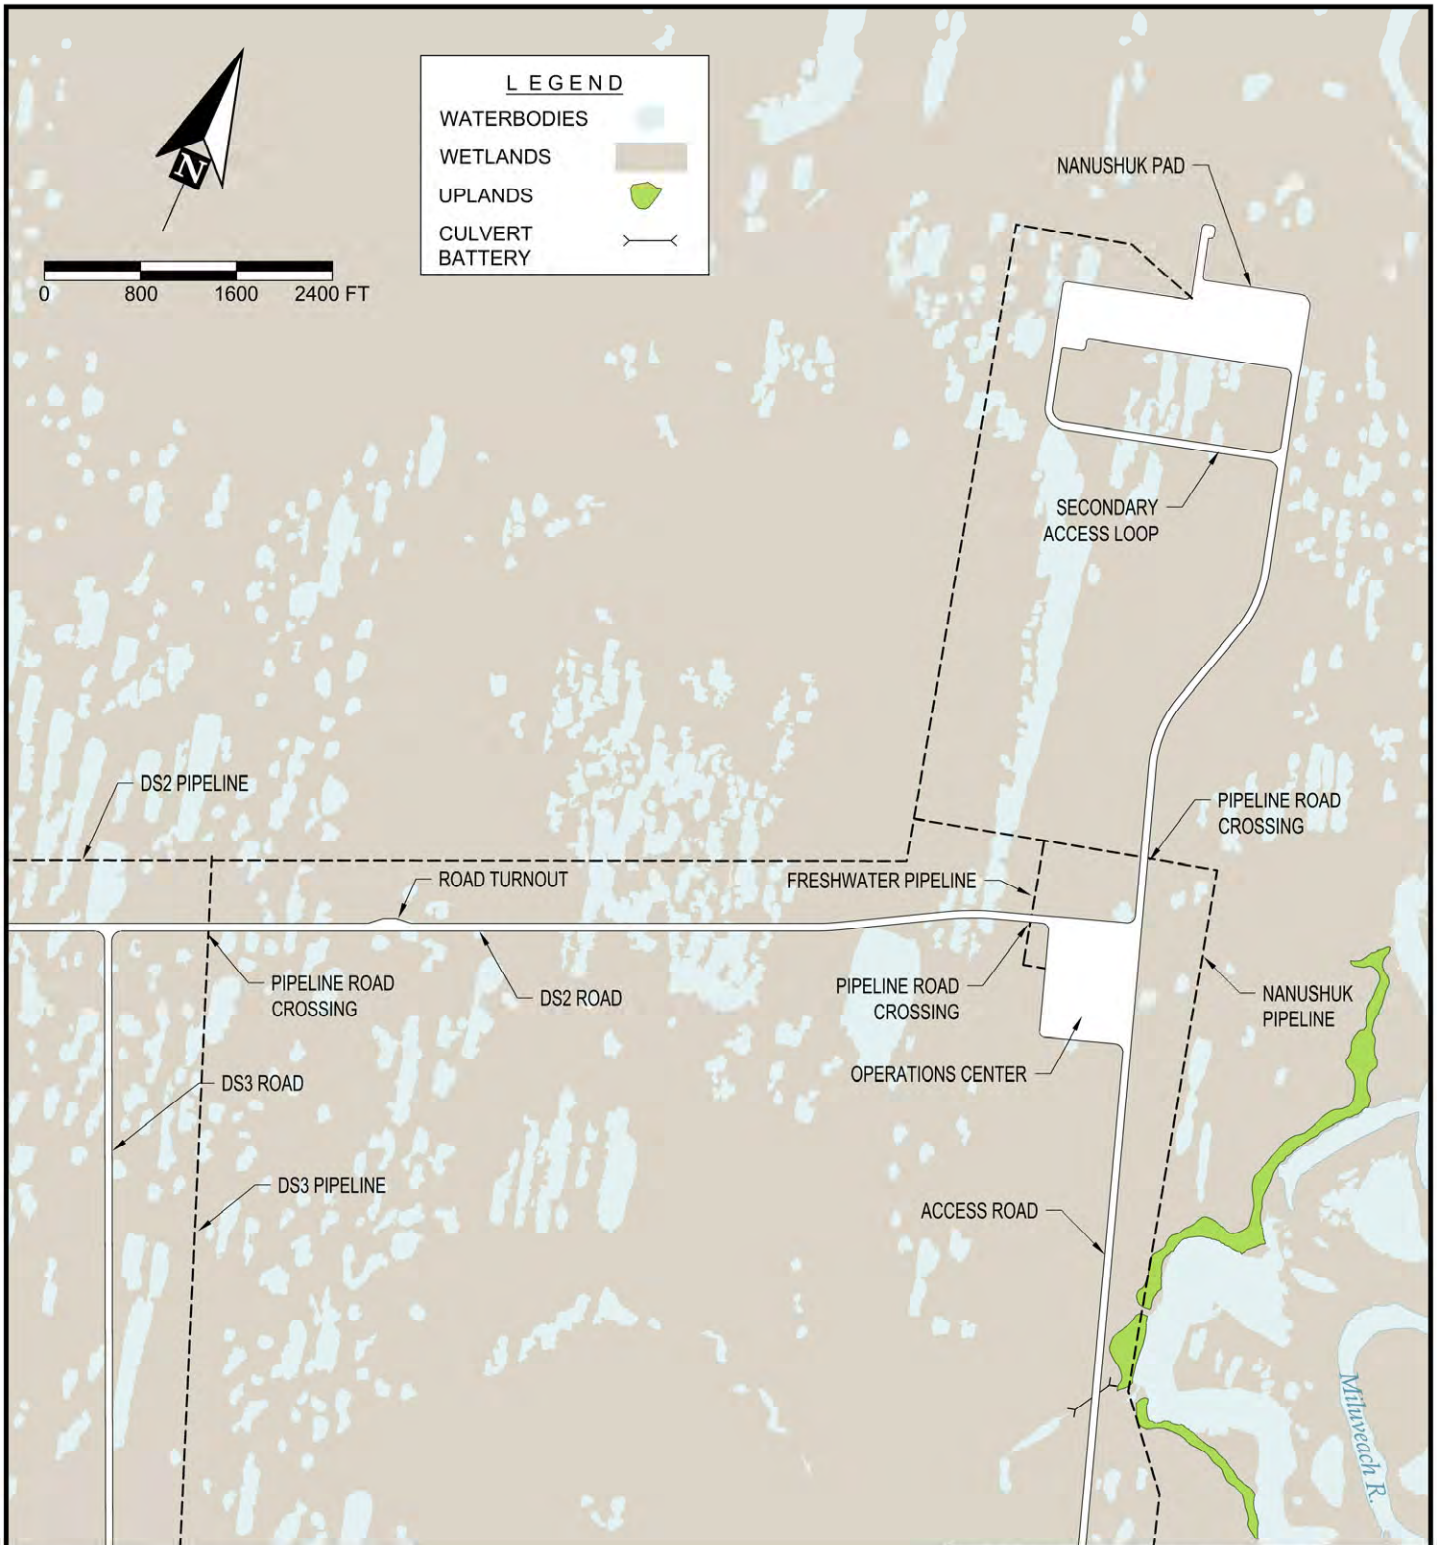 LEGEND
WATERBODIES
WETLANDS
UPLANDS
CULVERT
BATTERY
N
0 800 1600 2400 FT
NANUSHUK PAD
SECONDARY
ACCESS LOOP
DS2 PIPELINE
PIPELINE ROAD
CROSSING
ROAD TURNOUT
FRESHWATER PIPELINE
PIPELINE ROAD
CROSSING
DS2 ROAD
PIPELINE ROAD
CROSSING
NANUSHUK
PIPELINE
OPERATIONS CENTER
DS3 ROAD
DS3 PIPELINE
ACCESS ROAD
Miluveach R.